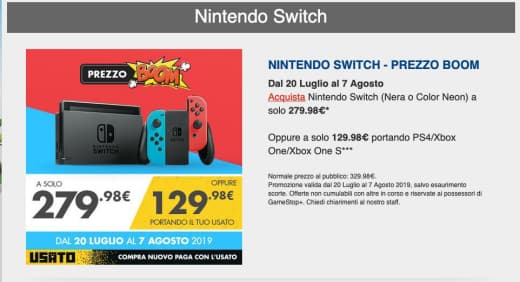 Nintendo Switch
PREZZO BOOM!
NINTENDO
SWITCH
A SOLO
279.98€
OPPURE
129.98€
PORTANDO IL TUO USATO
DAL 20 LUGLIO AL 7 AGOSTO 2019
USATO
COMPRA NUOVO PAGA CON L'USATO
NINTENDO SWITCH - PREZZO BOOM
Dal 20 Luglio al 7 Agosto
Acquista Nintendo Switch (Nera o Color Neon) a
solo 279.98€*
Oppure a solo 129.98€ portando PS4/Xbox
One/Xbox One S***
Normale prezzo al pubblico: 329.98€.
Promozione valida dal 20 Luglio al 7 Agosto 2019, salvo esaurimento
scorte. Offerte non cumulabili con altre in corso e riservate ai possessori di
GameStop+. Chiedi chiarimenti al nostro staff.